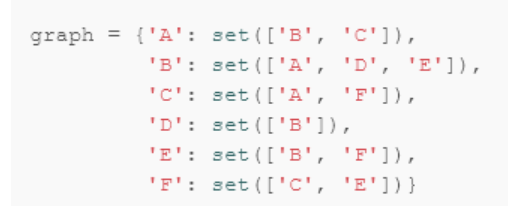 graph = {'A': set(['B', 'C']),
'B': set(['A', 'D', 'E']),
'C': set(['A', 'F']),
'D': set(['B']),
'E': set(['B', 'F']),
'F': set(['C', 'E'])}